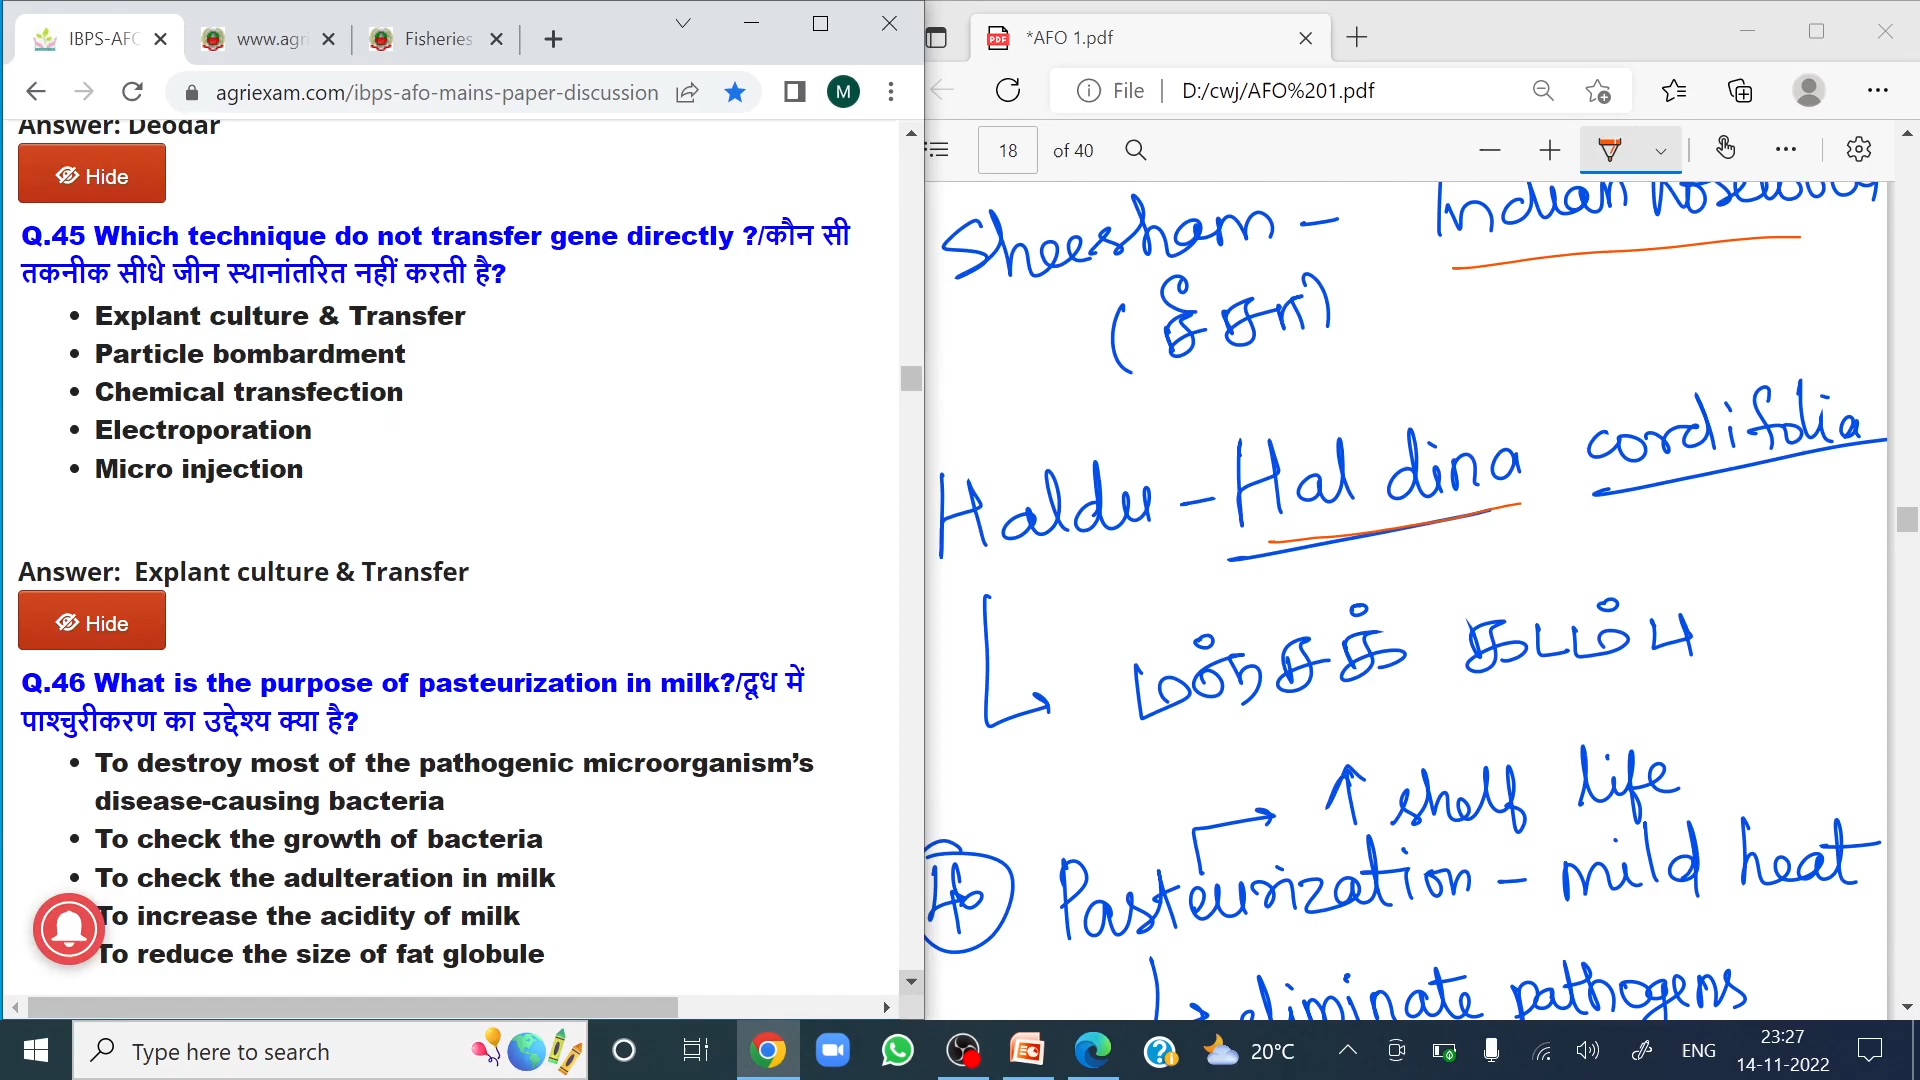 IBPS-AFC
www.agri
Fisheries
agriexam.com/ibps-afo-mains-paper-discussion
M
Answer: Deodar
Hide
Q.45 Which technique do not transfer gene directly ?/कौन सी
तकनीक सीधे जीन स्थानांतरित नहीं करती है?
• Explant culture & Transfer
• Particle bombardment
• Chemical transfection
• Electroporation
• Micro injection
Answer: Explant culture & Transfer
Hide
Q.46 What is the purpose of pasteurization in milk?/दूध में
पाश्चुरीकरण का उद्देश्य क्या है?
• To destroy most of the pathogenic microorganism's
disease-causing bacteria
• To check the growth of bacteria
• To check the adulteration in milk
To increase the acidity of milk
To reduce the size of fat globule
*AFO 1.pdf
File | D:/cwj/AFO%201.pdf
18 of 40
Sheesham - Indian Rosewood
Haldu - Haldina cordifolia
↑ shelf life
46 Pasteurization - mild heat
eliminate pathogens
Type here to search
20°C
ENG
23:27
14-11-2022